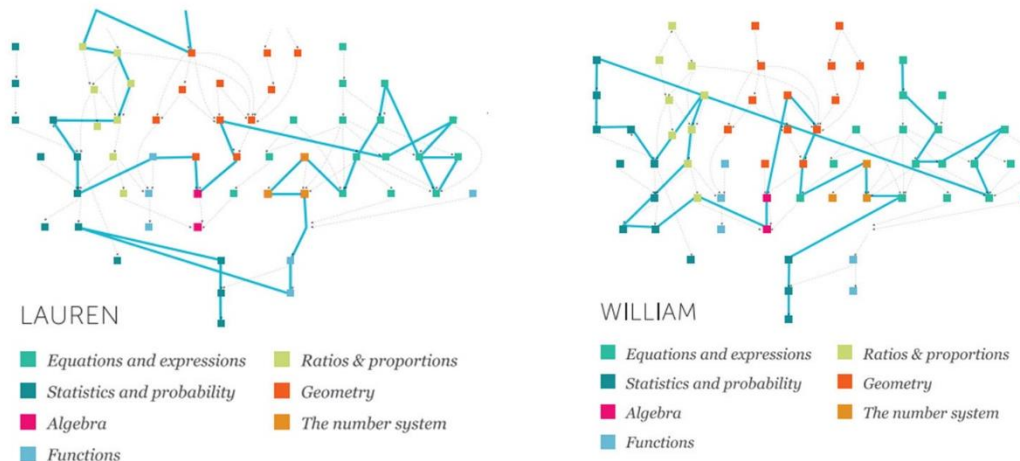 LAUREN
Equations and expressions
Statistics and probability
Algebra
Functions
Ratios & proportions
Geometry
The number system
WILLIAM
Equations and expressions
Statistics and probability
Algebra
Functions
Ratios & proportions
Geometry
The number system